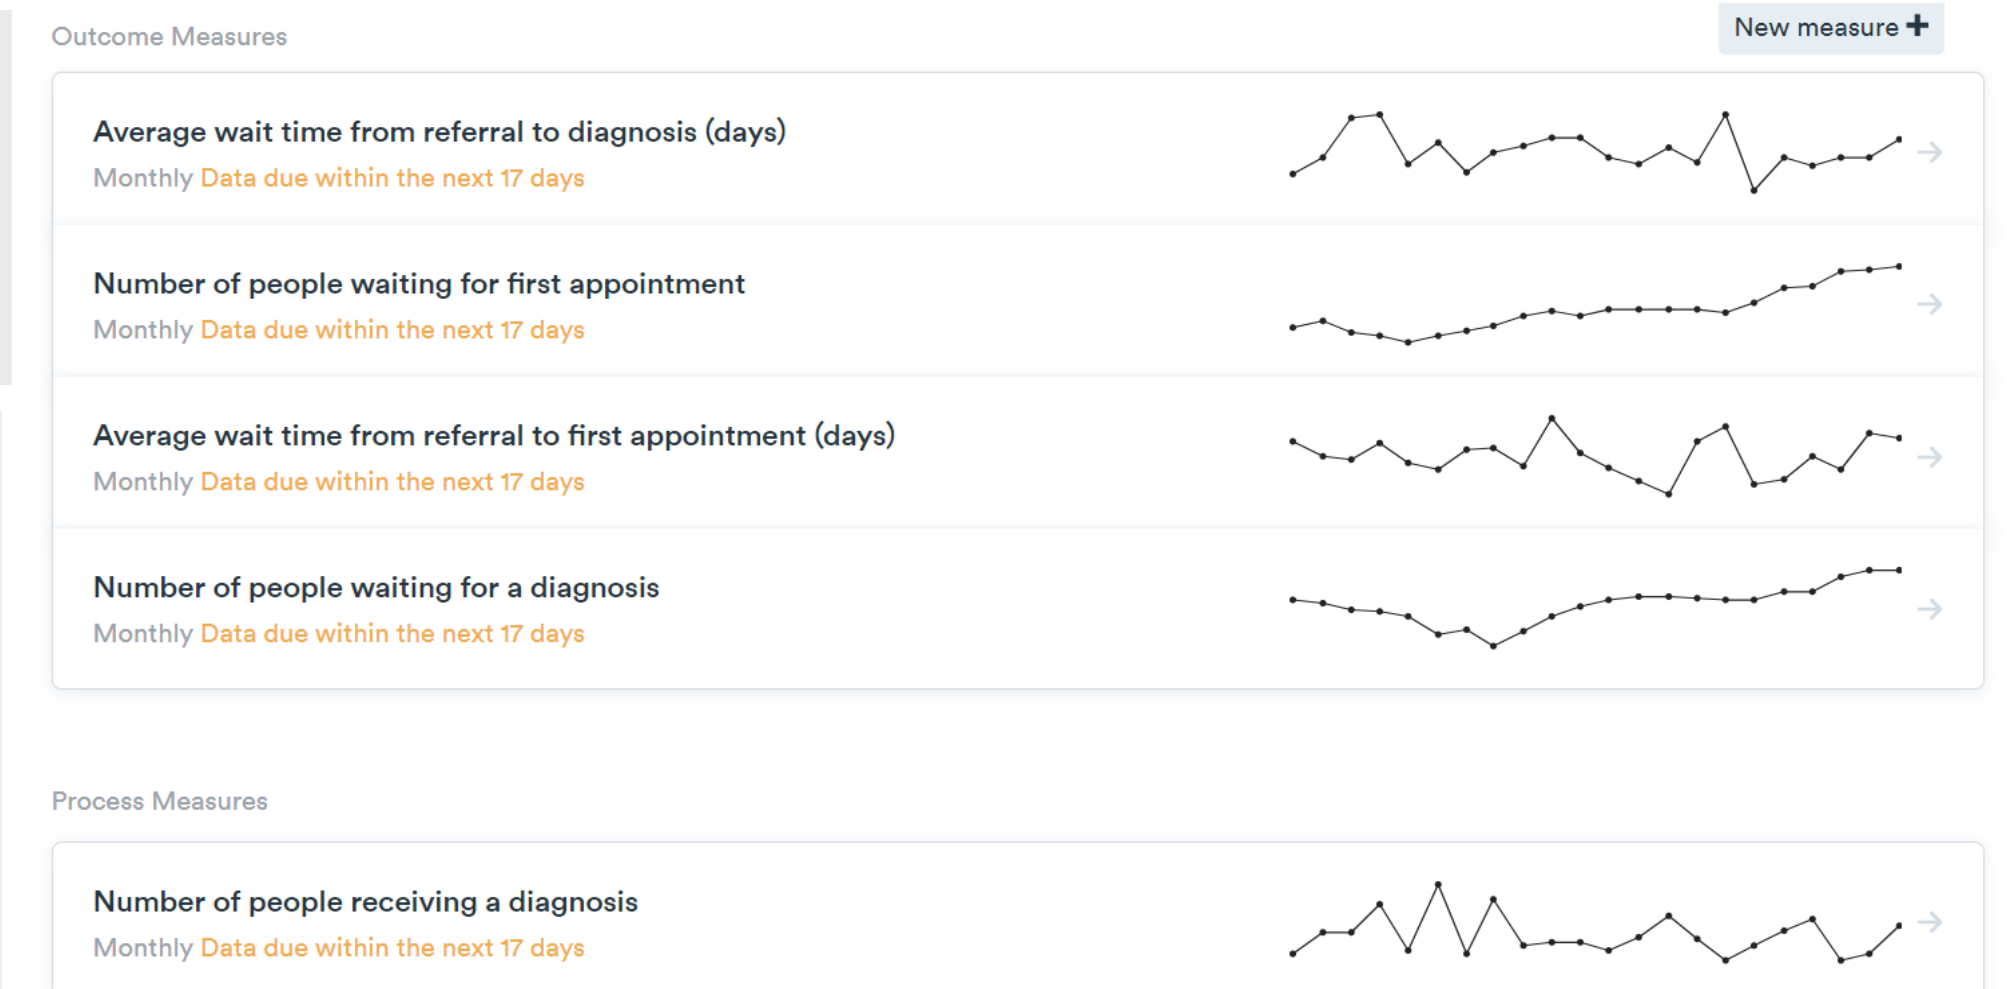 Outcome Measures
New measure +
Average wait time from referral to diagnosis (days)
Monthly Data due within the next 17 days
Number of people waiting for first appointment
Monthly Data due within the next 17 days
Average wait time from referral to first appointment (days)
Monthly Data due within the next 17 days
Number of people waiting for a diagnosis
Monthly Data due within the next 17 days
Process Measures
Number of people receiving a diagnosis
Monthly Data due within the next 17 days